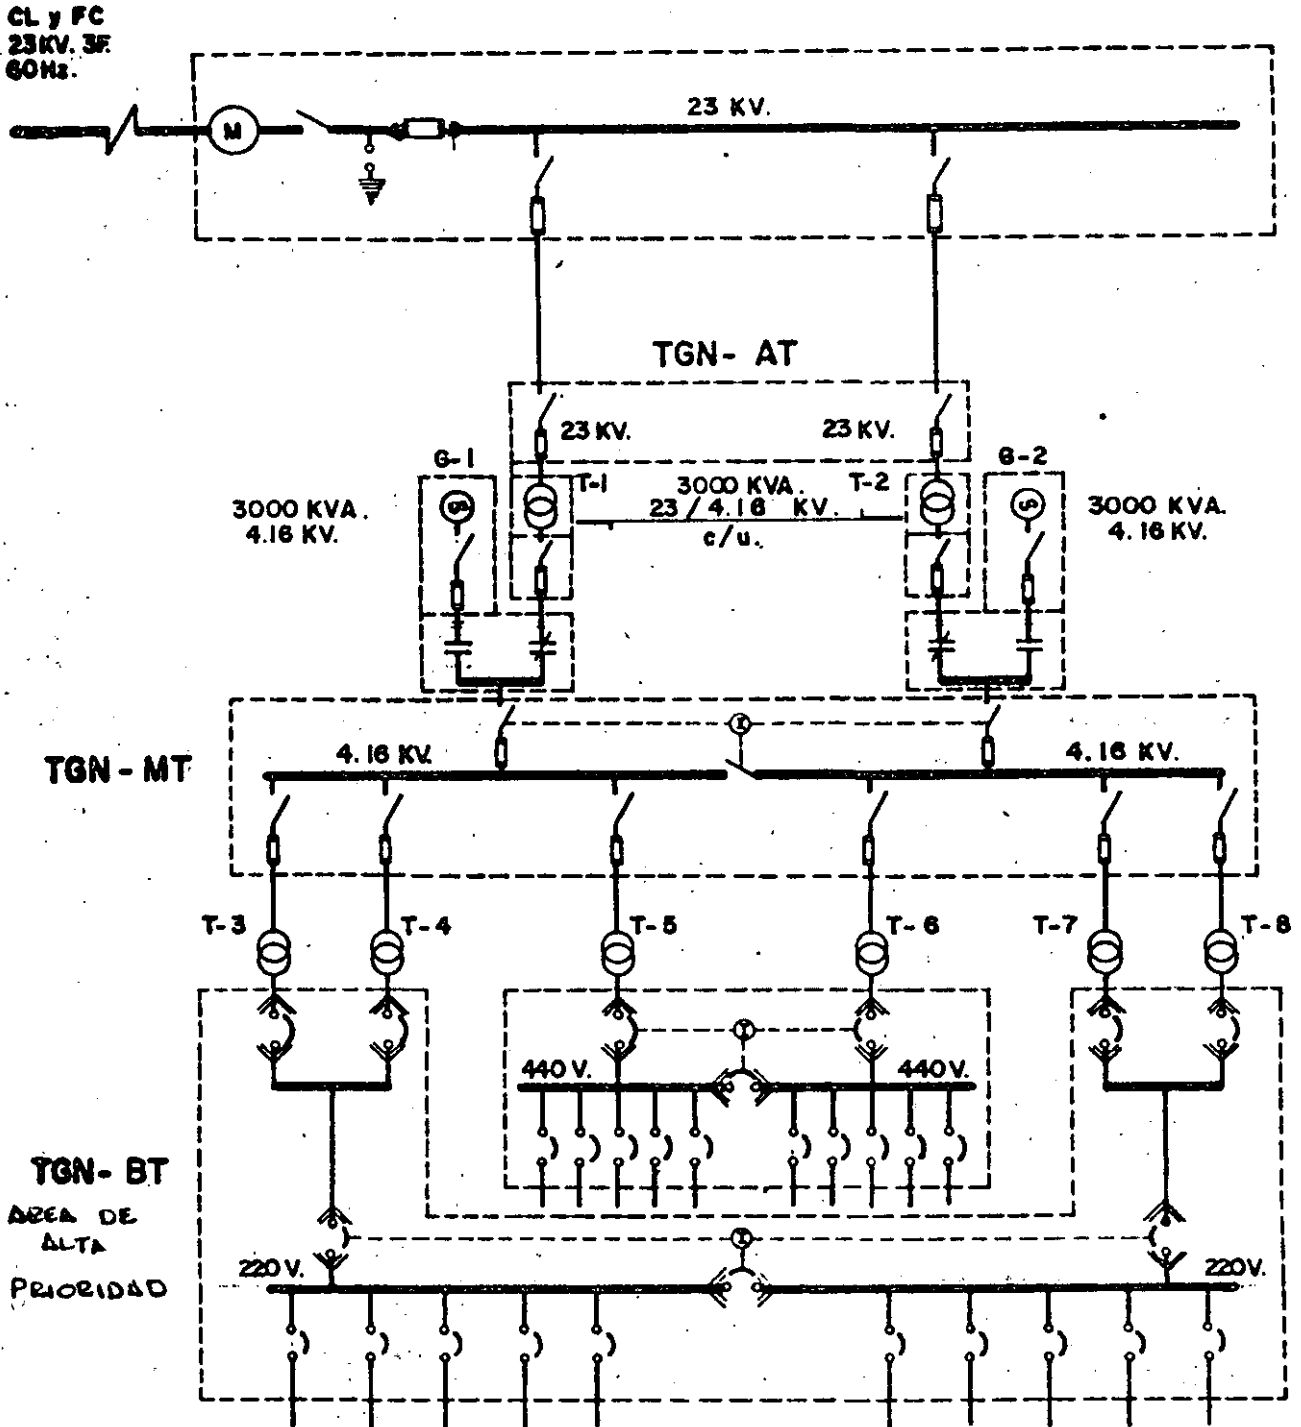 CL y FC
23KV. 3F.
60Hz.
M
23 KV.
TGN- AT
23 KV.
23 KV.
G-1
T-1
3000 KVA.
23 / 4.16 KV.
c/u.
T-2
G-2
3000 KVA.
4.16 KV.
3000 KVA.
4.16 KV.
TGN - MT
4.16 KV.
I
4.16 KV.
T-3
T-4
T-5
T-6
T-7
T-8
I
440 V.
440 V.
TGN- BT
AREA DE
ALTA
PRIORIDAD
I
220 V.
220 V.